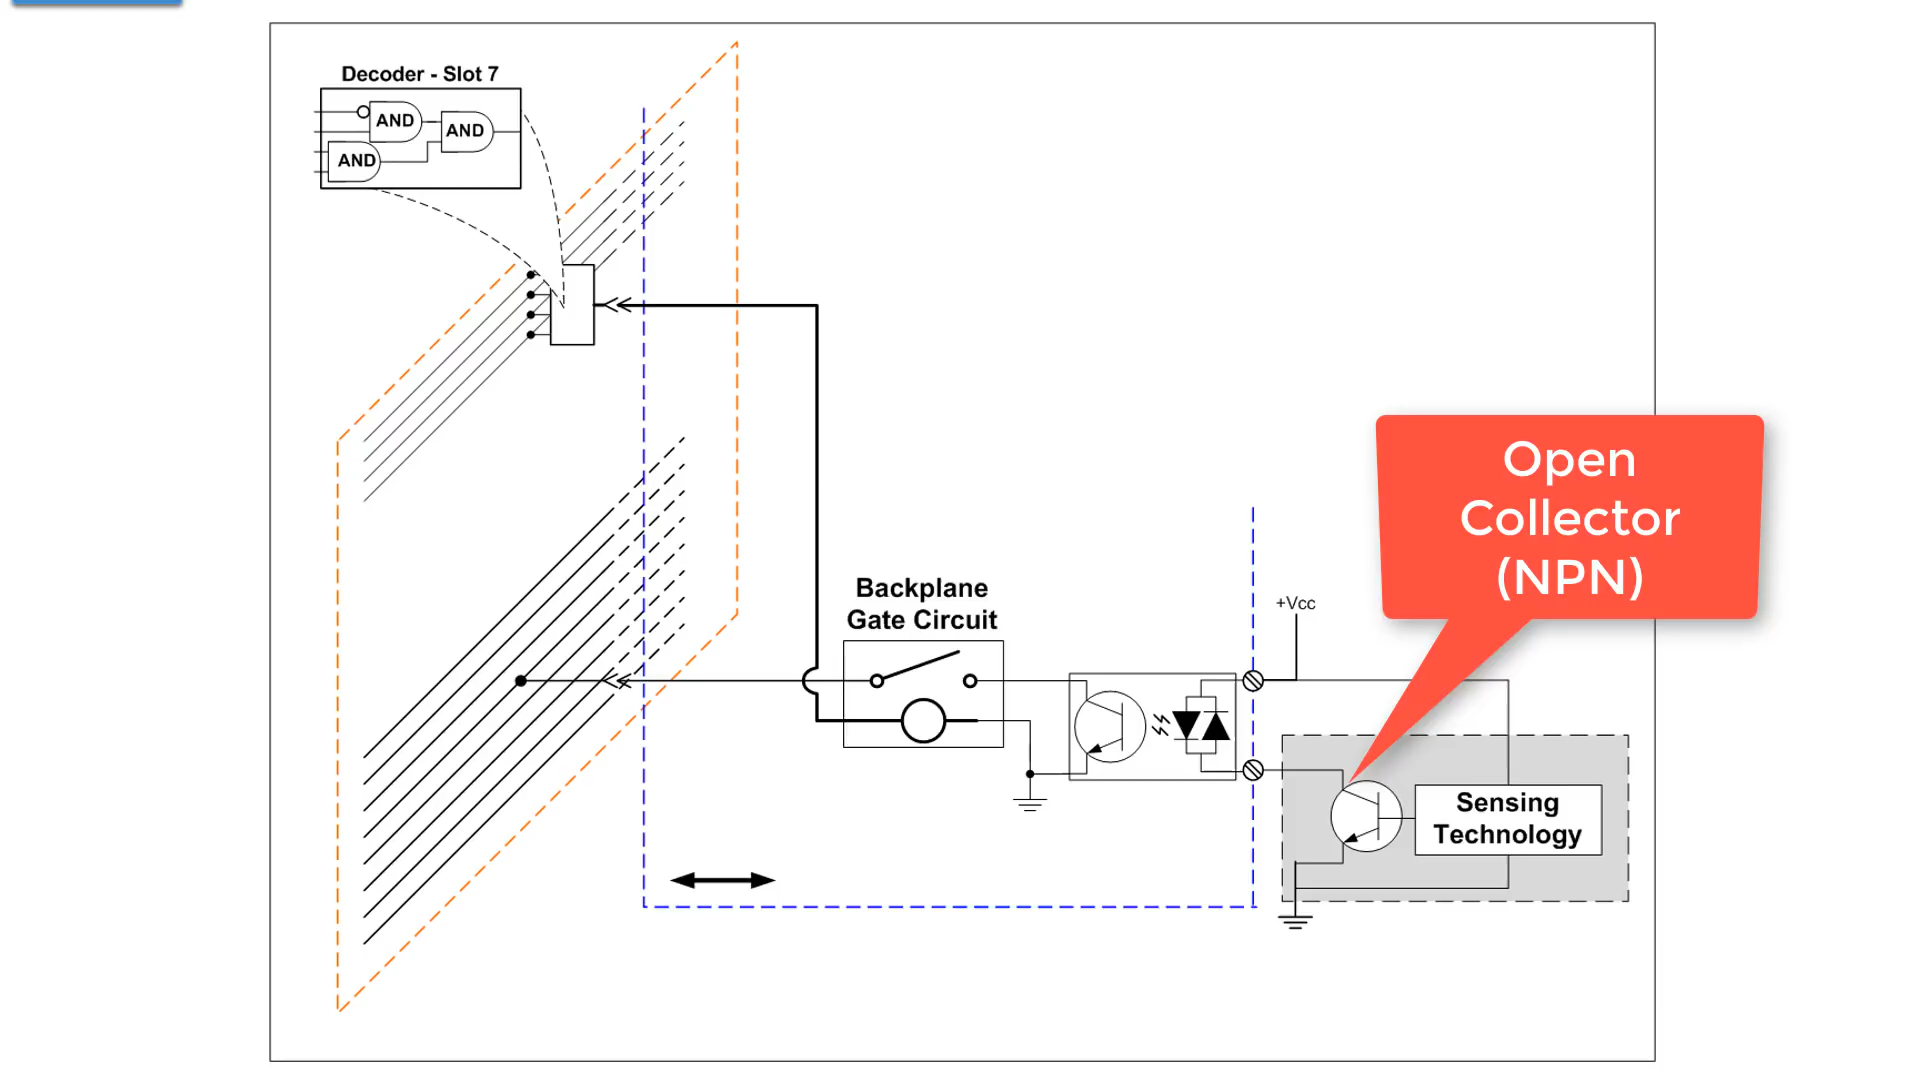 Decoder - Slot 7
AND
AND
AND
Backplane
Gate Circuit
+Vcc
Open
Collector
(NPN)
Sensing
Technology